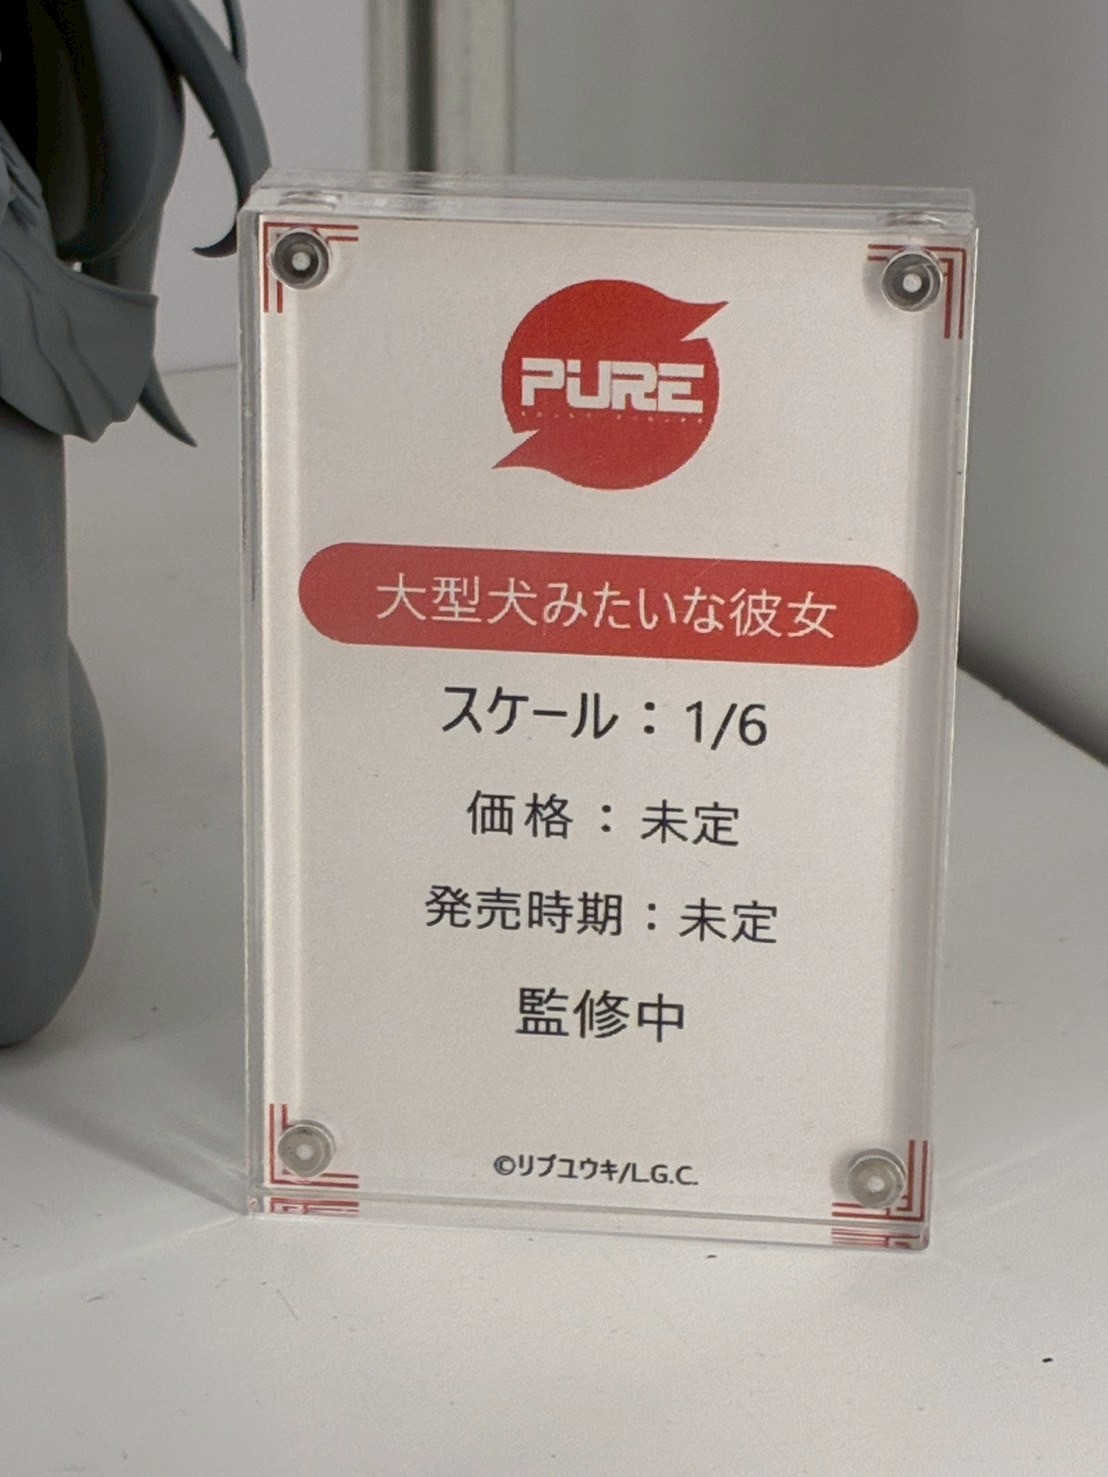 PURE
大型犬みたいな彼女
スケール：1/6
価格：未定
発売時期：未定
監修中
©リブユウキ/L.G.C.